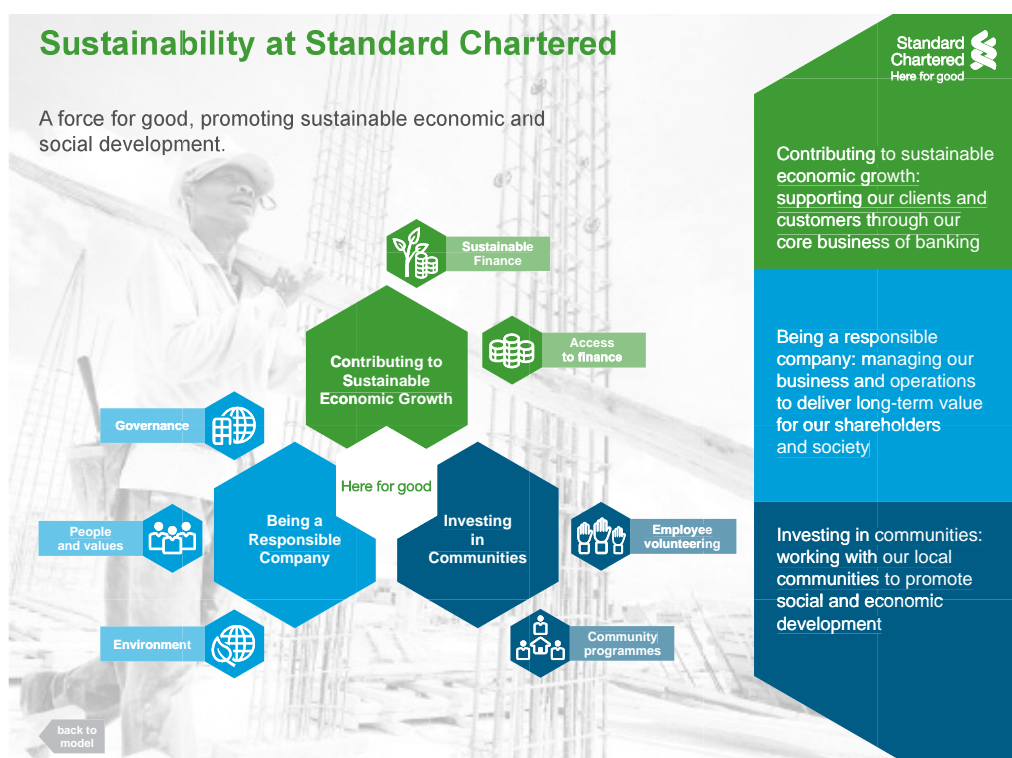 Sustainability at Standard Chartered
A force for good, promoting sustainable economic and
social development.
Standard
Chartered
Here for good
Sustainable
Finance
Access
to finance
Contributing to
Sustainable
Economic Growth
Governance
Here for good
People
and values
Being a
Responsible
Company
Investing
in
Communities
Employee
volunteering
Environment
Community
programmes
back to
model
Contributing to sustainable
economic growth:
supporting our clients and
customers through our
core business of banking
Being a responsible
company: managing our
business and operations
to deliver long-term value
for our shareholders
and society
Investing in communities:
working with our local
communities to promote
social and economic
development